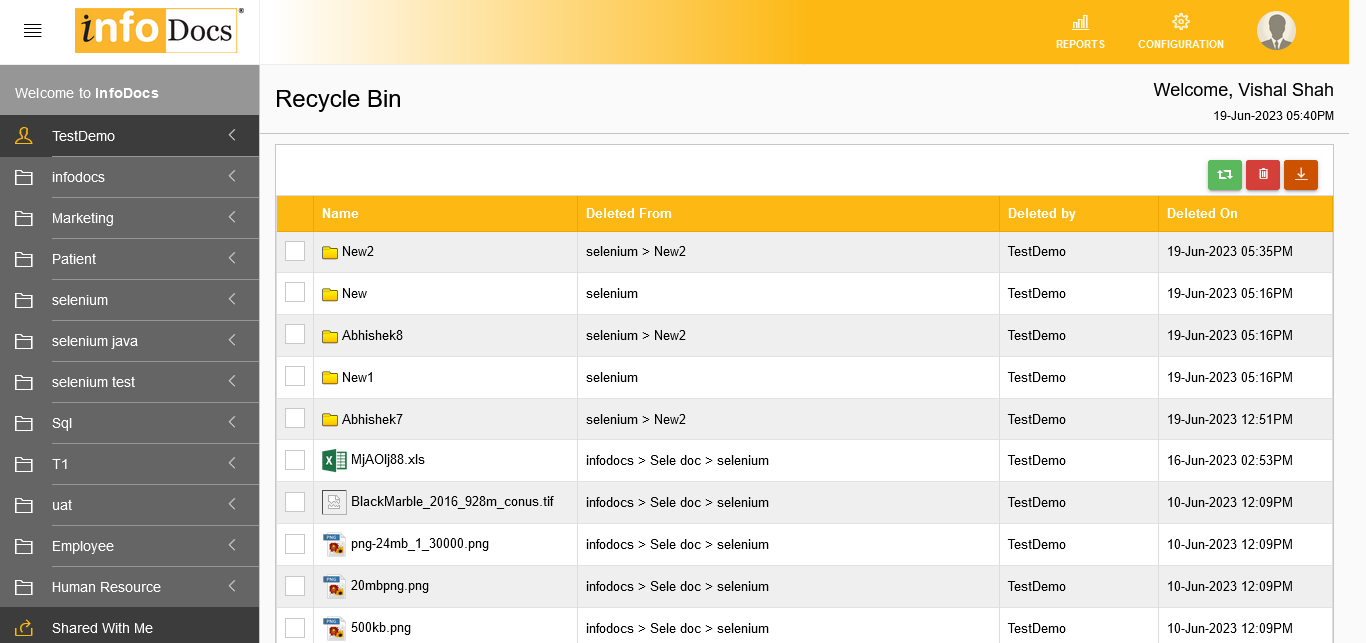 info Docs ®
REPORTS
CONFIGURATION
Welcome to InfoDocs
Recycle Bin
Welcome, Vishal Shah
19-Jun-2023 05:40PM
TestDemo
infodocs
Marketing
Patient
selenium
selenium java
selenium test
Sql
T1
uat
Employee
Human Resource
Shared With Me
Name Deleted From Deleted by Deleted On
New2 selenium > New2 TestDemo 19-Jun-2023 05:35PM
New selenium TestDemo 19-Jun-2023 05:16PM
Abhishek8 selenium > New2 TestDemo 19-Jun-2023 05:16PM
New1 selenium TestDemo 19-Jun-2023 05:16PM
Abhishek7 selenium > New2 TestDemo 19-Jun-2023 12:51PM
MjAOlj88.xls infodocs > Sele doc > selenium TestDemo 16-Jun-2023 02:53PM
BlackMarble_2016_928m_conus.tif infodocs > Sele doc > selenium TestDemo 10-Jun-2023 12:09PM
PNG png-24mb_1_30000.png infodocs > Sele doc > selenium TestDemo 10-Jun-2023 12:09PM
PNG 20mbpng.png infodocs > Sele doc > selenium TestDemo 10-Jun-2023 12:09PM
PNG 500kb.png infodocs > Sele doc > selenium TestDemo 10-Jun-2023 12:09PM